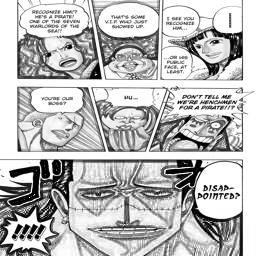 I SEE YOU
RECOGNIZE
HIM...
...OR HIS
PUBLIC
FACE, AT
LEAST.
THAT'S SOME
V.I.P. WHO
JUST
SHOWED UP.
RECOGNIZE HIM!?
HE'S A PIRATE!
ONE OF THE SEVEN
WARLORDS OF THE
SEA!!
DON'T TELL ME
WE'RE HENCHMEN
FOR A PIRATE!?
HU...
YOU'RE OUR
BOSS?
DISAP-
POINTED?
ゴ
ゴ
!!!!